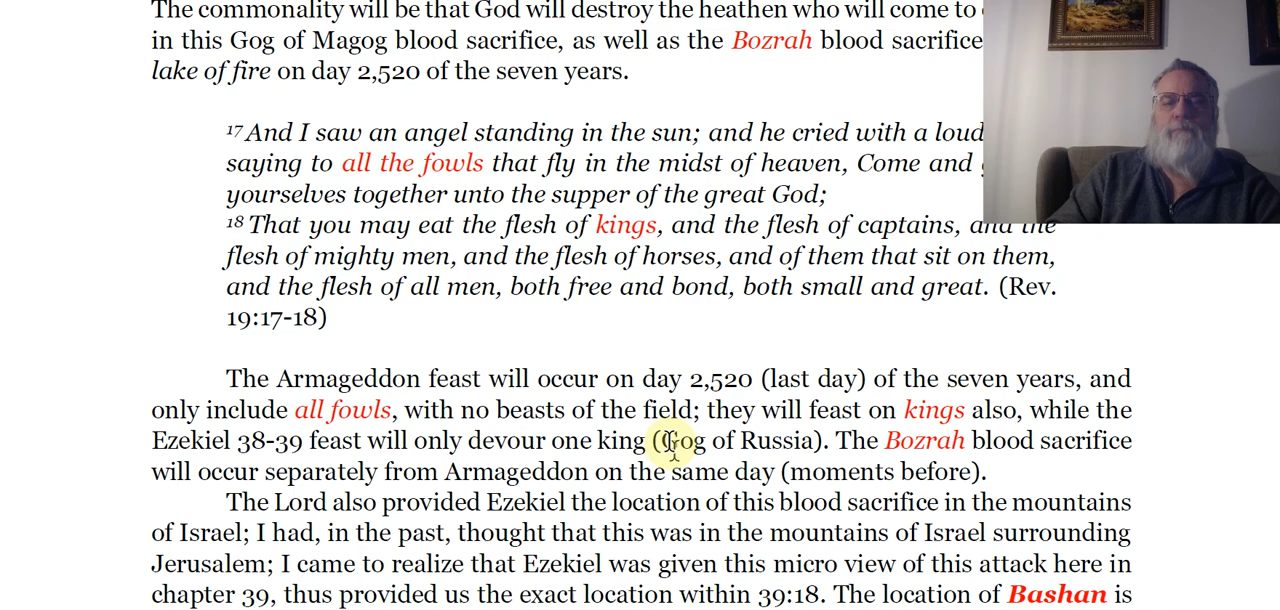 The commonality will be that God will destroy the heathen who will come to
in this Gog of Magog blood sacrifice, as well as the Bozrah blood sacrifice
lake of fire on day 2,520 of the seven years.
17 And I saw an angel standing in the sun; and he cried with a loud
saying to all the fowls that fly in the midst of heaven, Come and
yourselves together unto the supper of the great God;
18 That you may eat the flesh of kings, and the flesh of captains, and the
flesh of mighty men, and the flesh of horses, and of them that sit on them,
and the flesh of all men, both free and bond, both small and great. (Rev.
19:17-18)
The Armageddon feast will occur on day 2,520 (last day) of the seven years, and
only include all fowls, with no beasts of the field; they will feast on kings also, while the
Ezekiel 38-39 feast will only devour one king (Gog of Russia). The Bozrah blood sacrifice
will occur separately from Armageddon on the same day (moments before).
The Lord also provided Ezekiel the location of this blood sacrifice in the mountains
of Israel; I had, in the past, thought that this was in the mountains of Israel surrounding
Jerusalem; I came to realize that Ezekiel was given this micro view of this attack here in
chapter 39, thus provided us the exact location within 39:18. The location of Bashan is